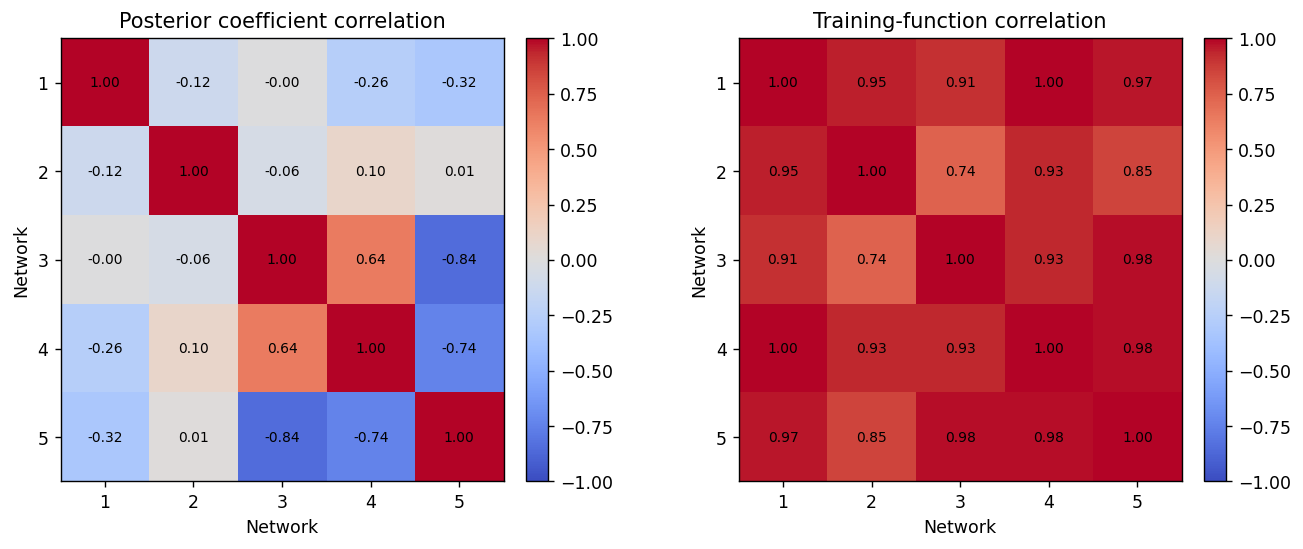 Posterior coefficient correlation
Training-function correlation
1 1.00 -0.12 -0.00 -0.26 -0.32
2 -0.12 1.00 -0.06 0.10 0.01
3 -0.00 -0.06 1.00 0.64 -0.84
4 -0.26 0.10 0.64 1.00 -0.74
5 -0.32 0.01 -0.84 -0.74 1.00
1 2 3 4 5
Network
Network
1.00
0.75
0.50
0.25
0.00
−0.25
−0.50
−0.75
−1.00
1 1.00 0.95 0.91 1.00 0.97
2 0.95 1.00 0.74 0.93 0.85
3 0.91 0.74 1.00 0.93 0.98
4 1.00 0.93 0.93 1.00 0.98
5 0.97 0.85 0.98 0.98 1.00
1 2 3 4 5
Network
Network
1.00
0.75
0.50
0.25
0.00
−0.25
−0.50
−0.75
−1.00